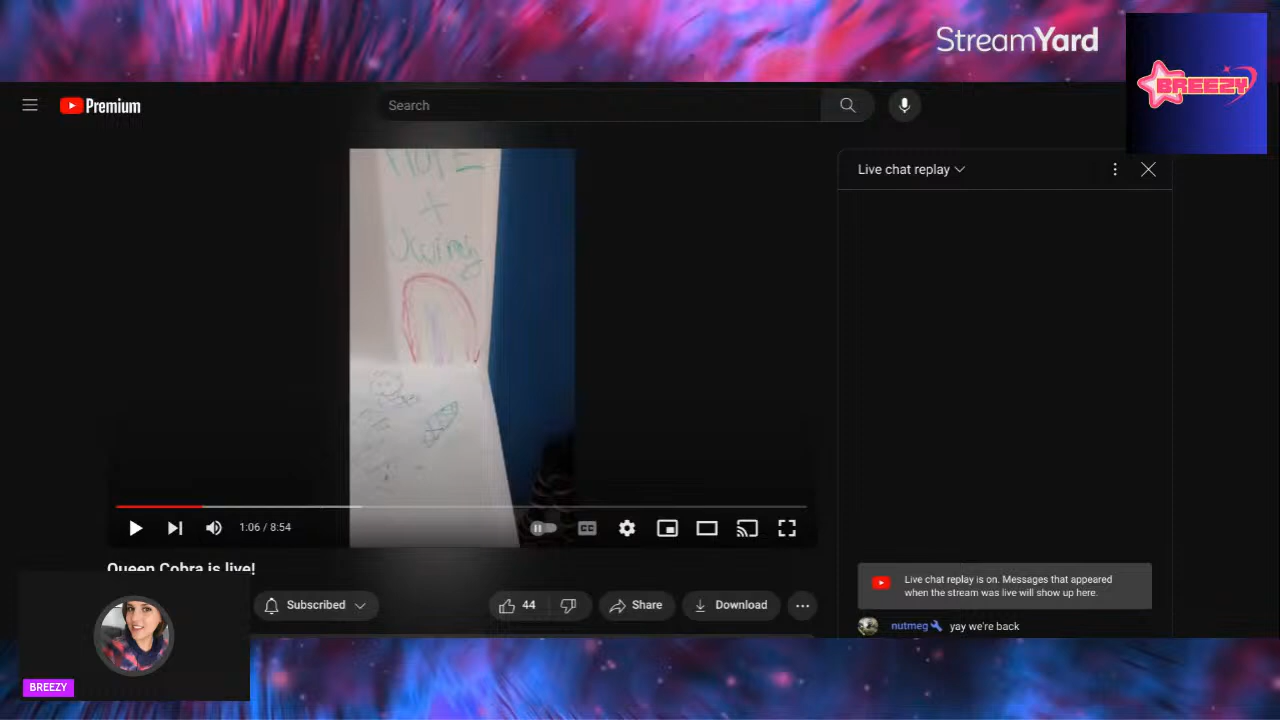 StreamYard
BREEZY
Premium
Search
Live chat replay
HOPE
+
1:06 / 8:54
CC
Queen Cobra is live!
Subscribed
44
Share
Download
Live chat replay is on. Messages that appeared
when the stream was live will show up here.
nutmeg yay we're back
BREEZY